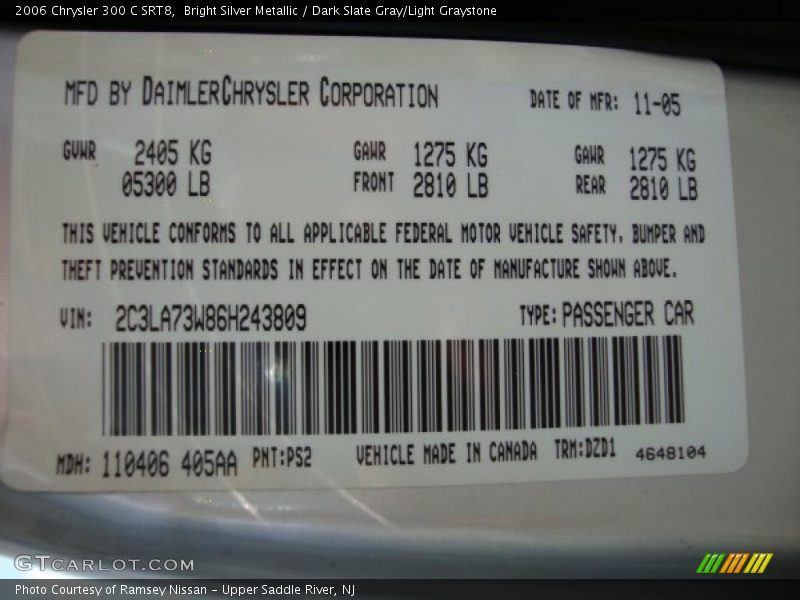 2006 Chrysler 300 C SRT8,  Bright Silver Metallic / Dark Slate Gray/Light Graystone
MFD BY DAIMLERCHRYSLER CORPORATION DATE OF MFR: 11-05
GVWR 2405 KG GAWR 1275 KG GAWR 1275 KG
05300 LB FRONT 2810 LB REAR 2810 LB
THIS VEHICLE CONFORMS TO ALL APPLICABLE FEDERAL MOTOR VEHICLE SAFETY, BUMPER AND
THEFT PREVENTION STANDARDS IN EFFECT ON THE DATE OF MANUFACTURE SHOWN ABOVE.
VIN: 2C3LA73W86H243809 TYPE: PASSENGER CAR
MDH: 110406 405AA PNT:PS2 VEHICLE MADE IN CANADA TRM:DZD1 4648104
GTCARLOT.COM
Photo Courtesy of Ramsey Nissan - Upper Saddle River, NJ